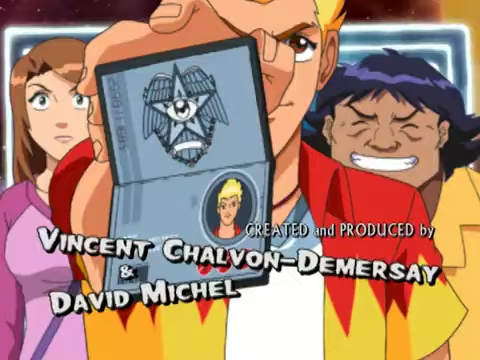 CREATED and PRODUCED by
VINCENT CHALVON-DEMERSAY
&
DAVID MICHEL